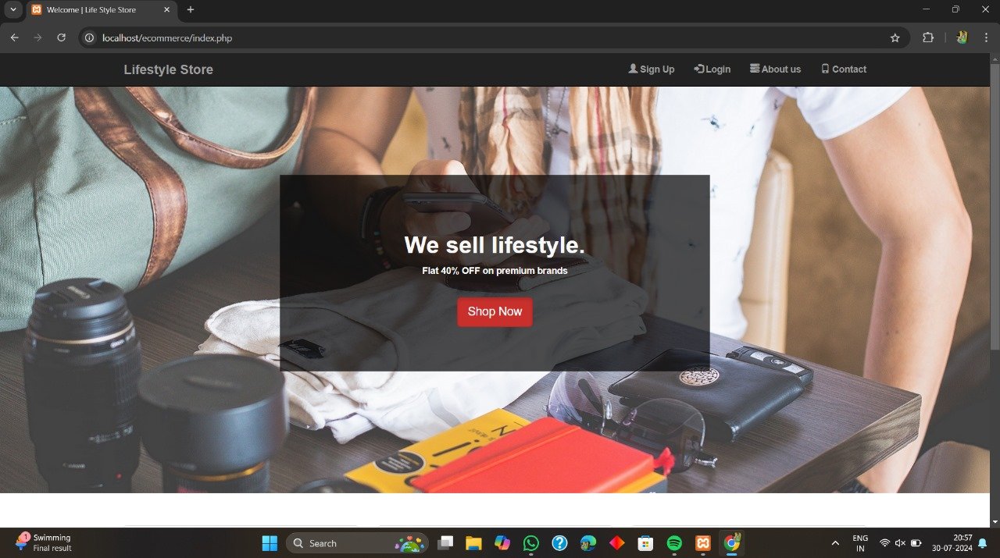 Welcome | Life Style Store
localhost/ecommerce/index.php
Lifestyle Store
Sign Up
Login
About us
Contact
We sell lifestyle.
Flat 40% OFF on premium brands
Shop Now
Swimming
Final result
1
Search
ENG
IN
20:57
30-07-2024